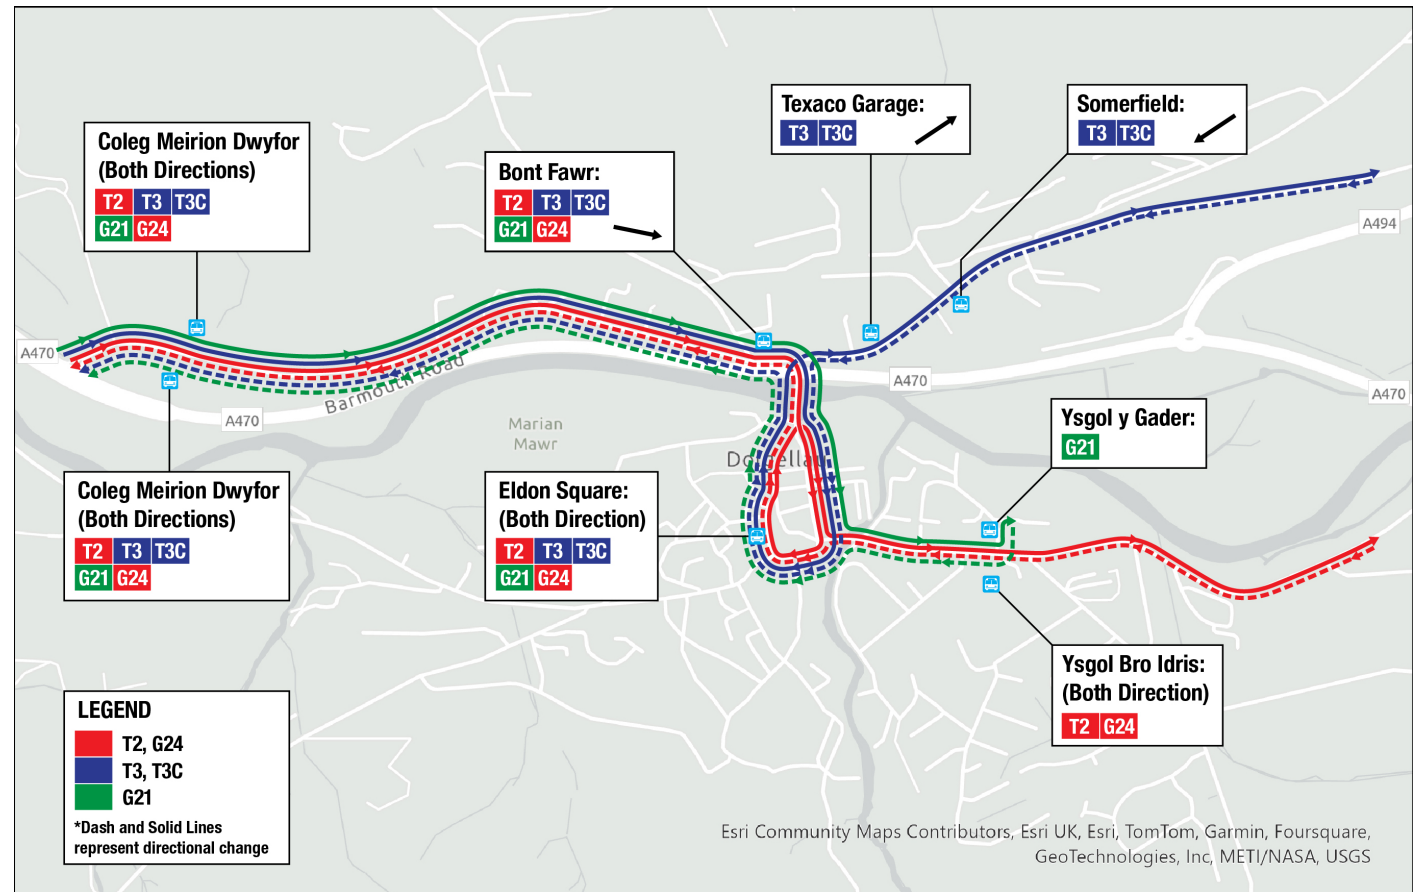 Coleg Meirion Dwyfor
(Both Directions)
T2 T3 T3C
G21 G24
Bont Fawr:
T2 T3 T3C
G21 G24
Texaco Garage:
T3 T3C
Somerfield:
T3 T3C
A494
A470
A470
A470
A470
Barmouth Road
Marian
Mawr
Dolgellau
Ysgol y Gader:
G21
Coleg Meirion Dwyfor
(Both Directions)
T2 T3 T3C
G21 G24
Eldon Square:
(Both Direction)
T2 T3 T3C
G21 G24
Ysgol Bro Idris:
(Both Direction)
T2 G24
LEGEND
T2, G24
T3, T3C
G21
*Dash and Solid Lines
represent directional change
Esri Community Maps Contributors, Esri UK, Esri, TomTom, Garmin, Foursquare,
GeoTechnologies, Inc, METI/NASA, USGS